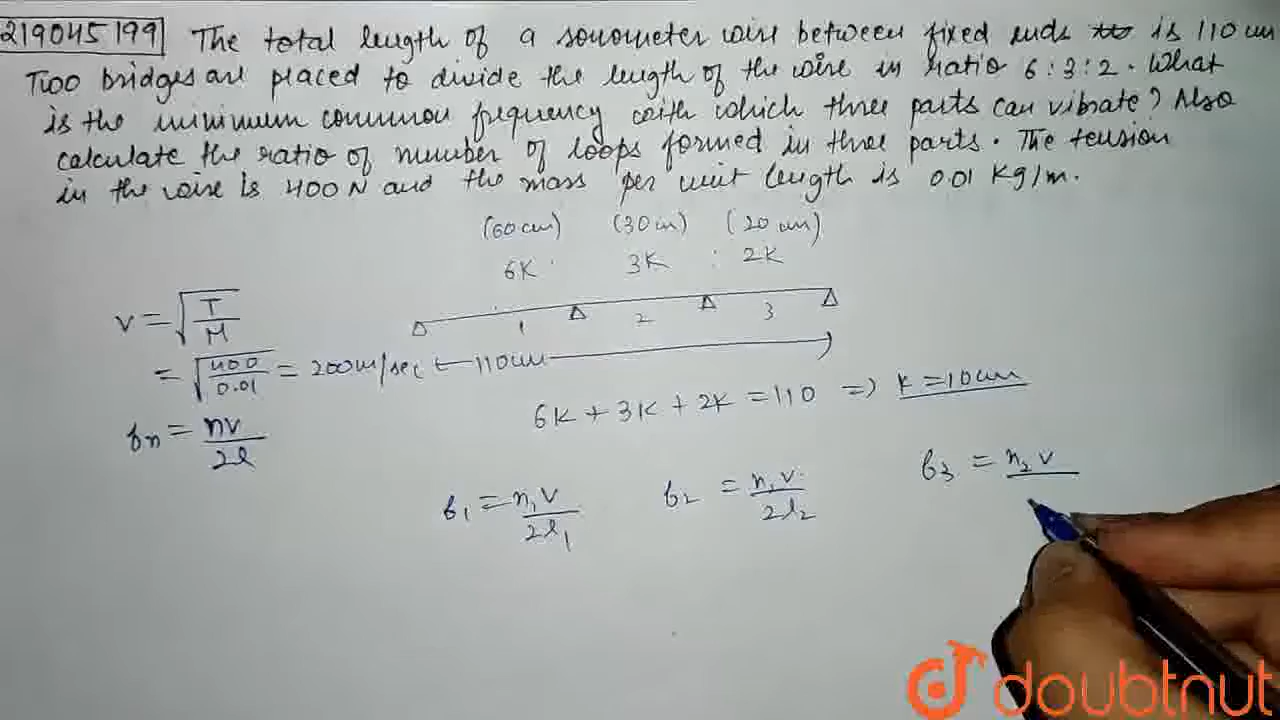 219045199 The total length of a sonometer wire between fixed ends is 110 cm
Two bridges are placed to divide the length of the wire in ratio 6:3:2. What
is the minimum common frequency with which three parts can vibrate? Also
calculate the ratio of number of loops formed in three parts. The tension
in the wire is 400 N and the mass per unit length is 0.01 Kg/m.
(60 cm) (30 cm) (20 cm)
6K : 3K : 2K
1 2 3
V = √T/M
= √400/0.01 = 200 m/sec
110 cm
6K + 3K + 2K = 110 => K = 10 cm
fn = nV/2l
f1 = n1 V/2l1 f2 = n1 V/2l2 f3 = n2 V
doubtnut